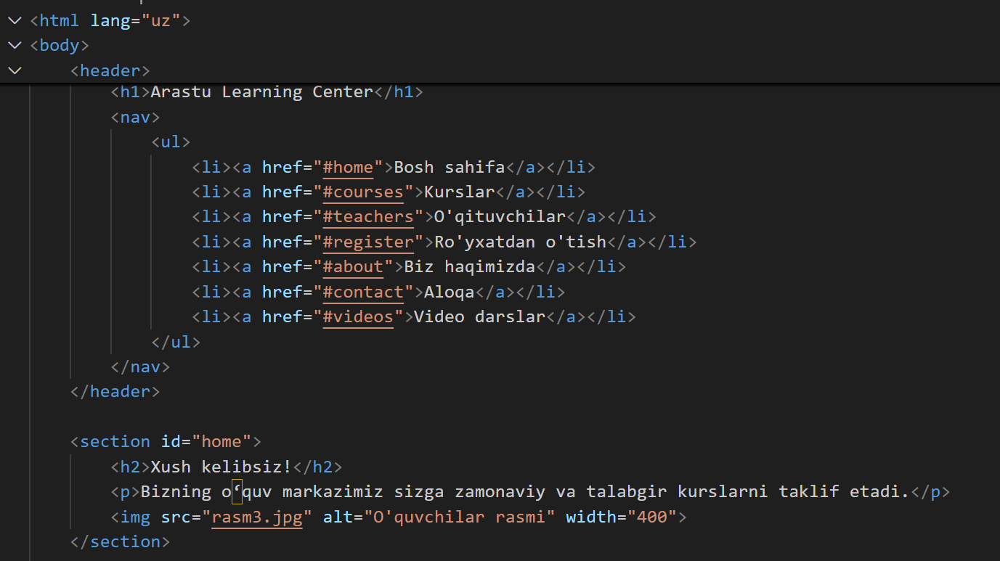 <html lang="uz">
<body>
<header>
<h1>Arastu Learning Center</h1>
<nav>
<ul>
<li><a href="#home">Bosh sahifa</a></li>
<li><a href="#courses">Kurslar</a></li>
<li><a href="#teachers">O'qituvchilar</a></li>
<li><a href="#register">Ro'yxatdan o'tish</a></li>
<li><a href="#about">Biz haqimizda</a></li>
<li><a href="#contact">Aloqa</a></li>
<li><a href="#videos">Video darslar</a></li>
</ul>
</nav>
</header>
<section id="home">
<h2>Xush kelibsiz!</h2>
<p>Bizning o‘quv markazimiz sizga zamonaviy va talabgir kurslarni taklif etadi.</p>
<img src="rasm3.jpg" alt="O'quvchilar rasmi" width="400">
</section>